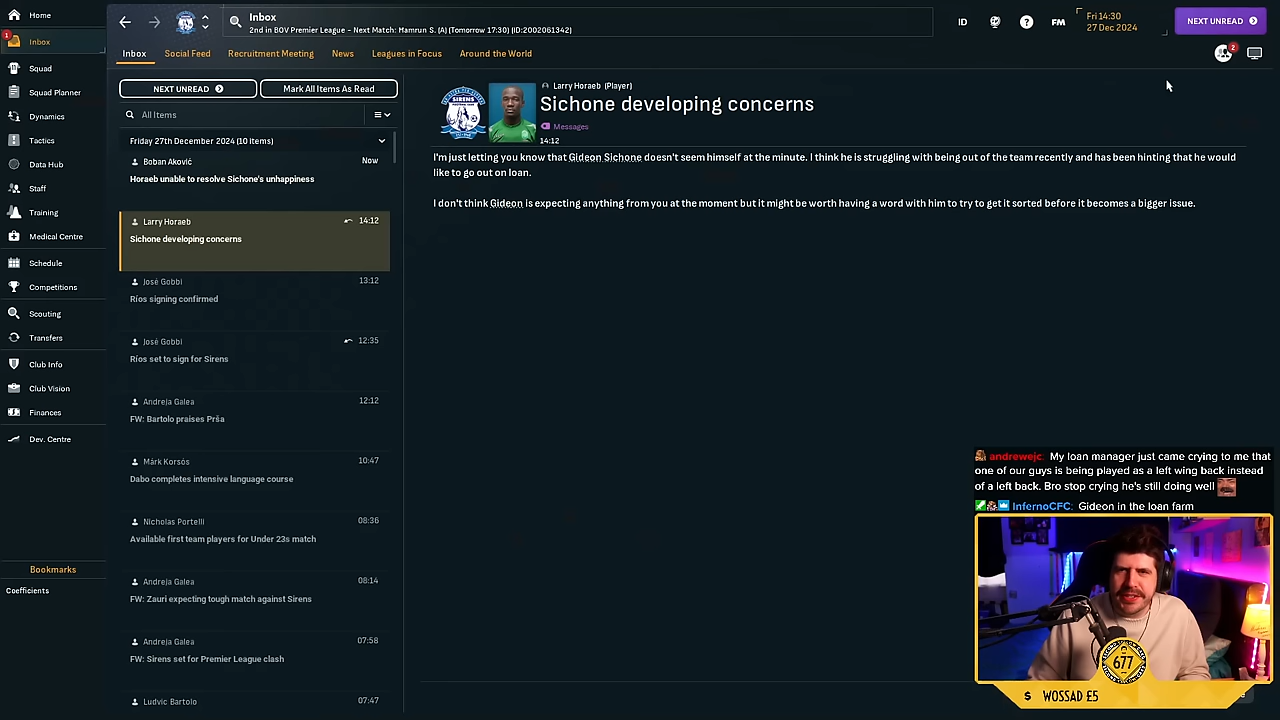 Home
Inbox
2nd in BOV Premier League - Next Match: Hamrun S. (A) (Tomorrow 17:30) (ID:2002061342)
ID
FM
Fri 14:30
27 Dec 2024
NEXT UNREAD
1
Inbox
Squad
Squad Planner
Dynamics
Tactics
Data Hub
Staff
Training
Medical Centre
Schedule
Competitions
Scouting
Transfers
Club Info
Club Vision
Finances
Dev. Centre
Bookmarks
Coefficients
Inbox
Social Feed
Recruitment Meeting
News
Leagues in Focus
Around the World
2
NEXT UNREAD
Mark All Items As Read
All Items
Friday 27th December 2024 (10 items)
Boban Aković
Now
Horaeb unable to resolve Sichone's unhappiness
Larry Horaeb
14:12
Sichone developing concerns
José Gobbi
13:12
Ríos signing confirmed
José Gobbi
12:35
Ríos set to sign for Sirens
Andreja Galea
12:12
FW: Bartolo praises Prša
Márk Korsós
10:47
Dabo completes intensive language course
Nicholas Portelli
08:36
Available first team players for Under 23s match
Andreja Galea
08:14
FW: Zauri expecting tough match against Sirens
Andreja Galea
07:58
FW: Sirens set for Premier League clash
Ludvic Bartolo
07:47
SIRENS
Larry Horaeb (Player)
Sichone developing concerns
Messages
14:12
I'm just letting you know that Gideon Sichone doesn't seem himself at the minute. I think he is struggling with being out of the team recently and has been hinting that he would
like to go out on loan.
I don't think Gideon is expecting anything from you at the moment but it might be worth having a word with him to try to get it sorted before it becomes a bigger issue.
andrewejc: My loan manager just came crying to me that
one of our guys is being played as a left wing back instead
of a left back. Bro stop crying he's still doing well
InfernoCFC: Gideon in the loan farm
677
$ WOSSAD £5